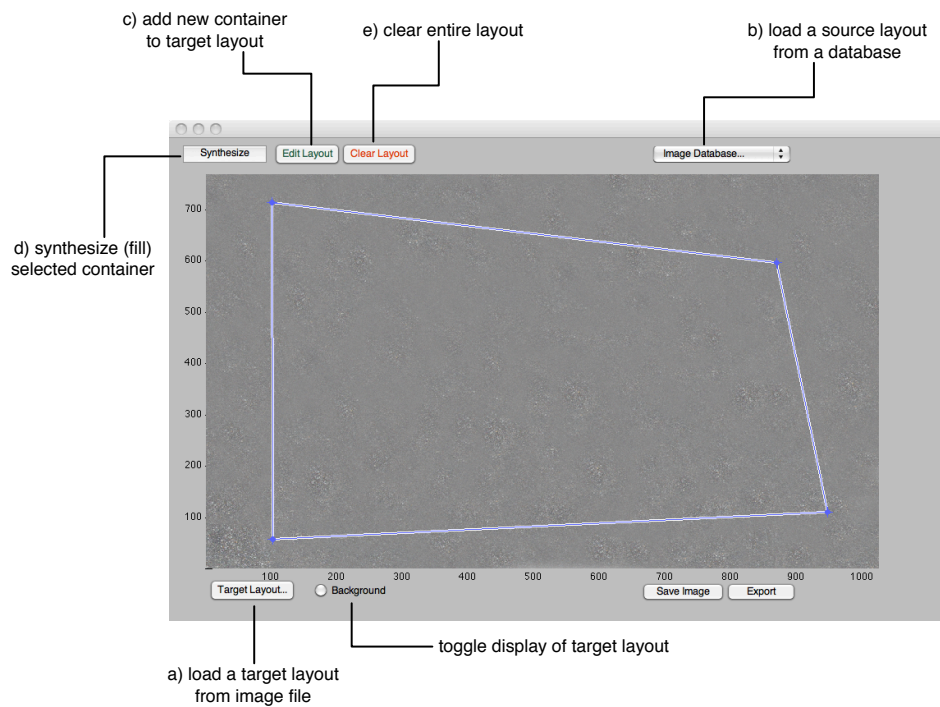 c) add new container
to target layout
e) clear entire layout
b) load a source layout
from a database
Synthesize
Edit Layout
Clear Layout
Image Database...
d) synthesize (fill)
selected container
700
600
500
400
300
200
100
100 200 300 400 500 600 700 800 900 1000
Target Layout...
Background
Save Image
Export
toggle display of target layout
a) load a target layout
from image file